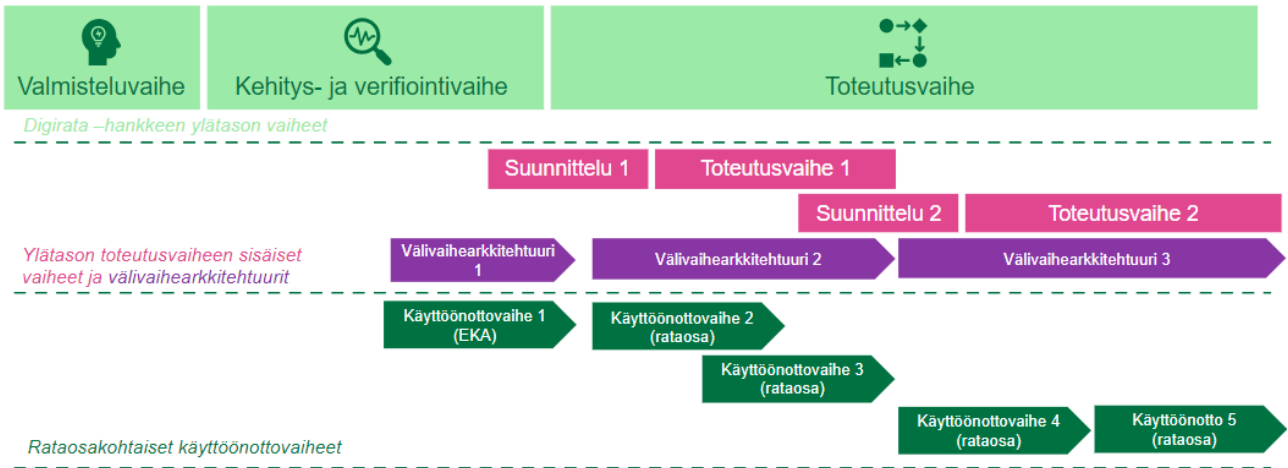 Valmisteluvaihe
Kehitys- ja verifiointivaihe
Toteutusvaihe
Digirata –hankkeen ylätason vaiheet
Suunnittelu 1
Toteutusvaihe 1
Suunnittelu 2
Toteutusvaihe 2
Ylätason toteutusvaiheen sisäiset
vaiheet ja välivaihearkkitehtuurit
Välivaihearkkitehtuuri
1
Välivaihearkkitehtuuri 2
Välivaihearkkitehtuuri 3
Käyttöönottovaihe 1
(EKA)
Käyttöönottovaihe 2
(rataosa)
Käyttöönottovaihe 3
(rataosa)
Käyttöönottovaihe 4
(rataosa)
Käyttöönotto 5
(rataosa)
Rataosakohtaiset käyttöönottovaiheet